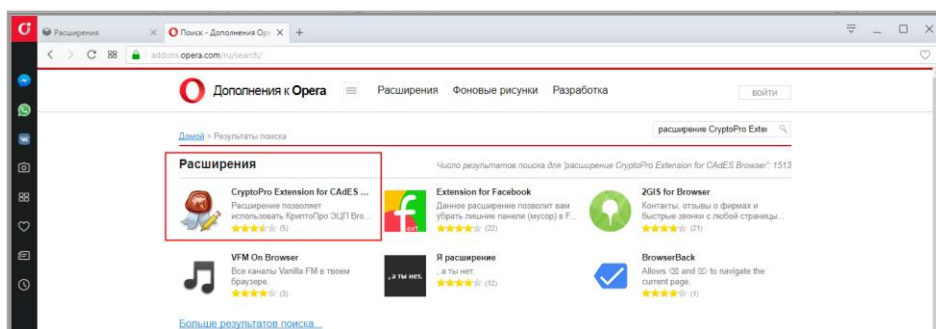 Расширения
Поиск - Дополнения Оре
addons.opera.com/ru/search/
Дополнения к Opera
Расширения Фоновые рисунки Разработка
ВОЙТИ
Домой > Результаты поиска
расширение CryptoPro Exter
Расширения
Число результатов поиска для 'расширение CryptoPro Extension for CAdES Browser': 1513
CryptoPro Extension for CAdES ...
Расширение позволяет
использовать КриптоПро ЭЦП Bro...
(5)
Extension for Facebook
Данное расширение позволит вам
убрать лишние панели (мусор) в F...
(22)
2GIS for Browser
Контакты, отзывы о фирмах и
быстрые звонки с любой страницы...
(21)
VFM On Browser
Все каналы Vanilla FM в твоем
браузере.
(3)
, а ты нет.
Я расширение
, а ты нет.
(12)
BrowserBack
Allows ⌫ and ⌦ to navigate the
current page.
(1)
Больше результатов поиска...